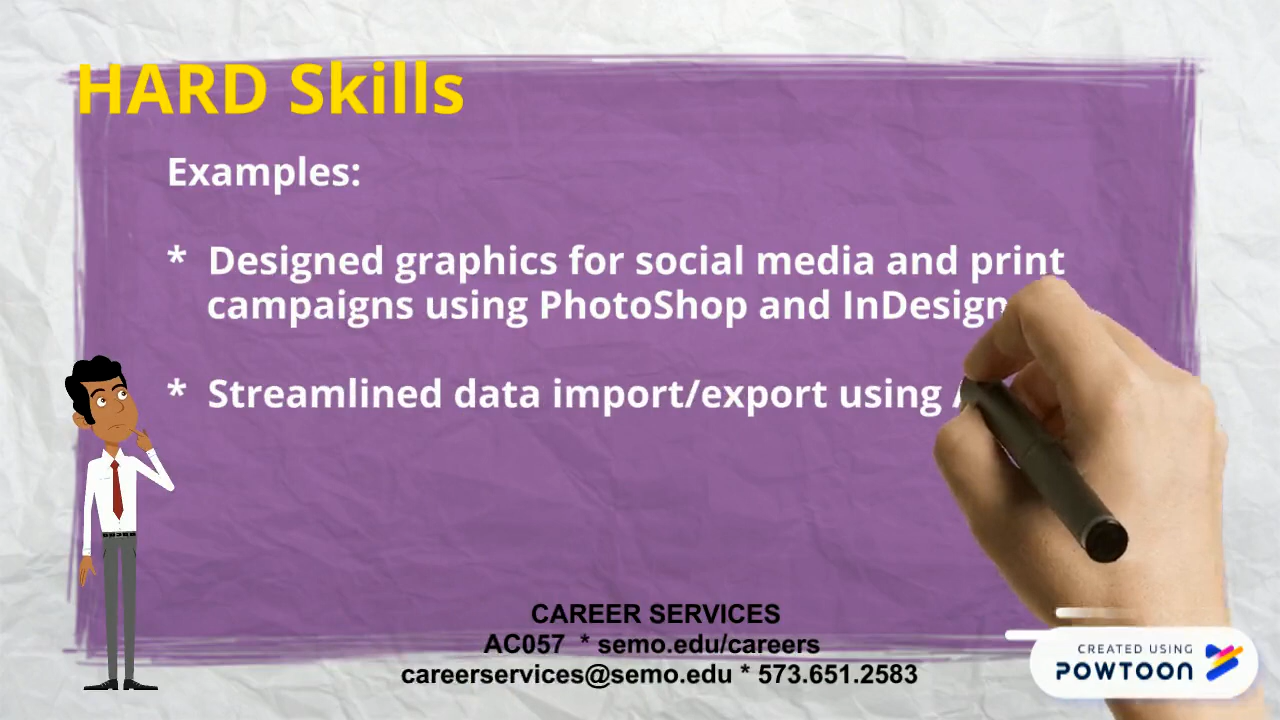 HARD Skills
Examples:
* Designed graphics for social media and print
campaigns using PhotoShop and InDesign
* Streamlined data import/export using
CAREER SERVICES
AC057 * semo.edu/careers
careerservices@semo.edu * 573.651.2583
CREATED USING
POWTOON